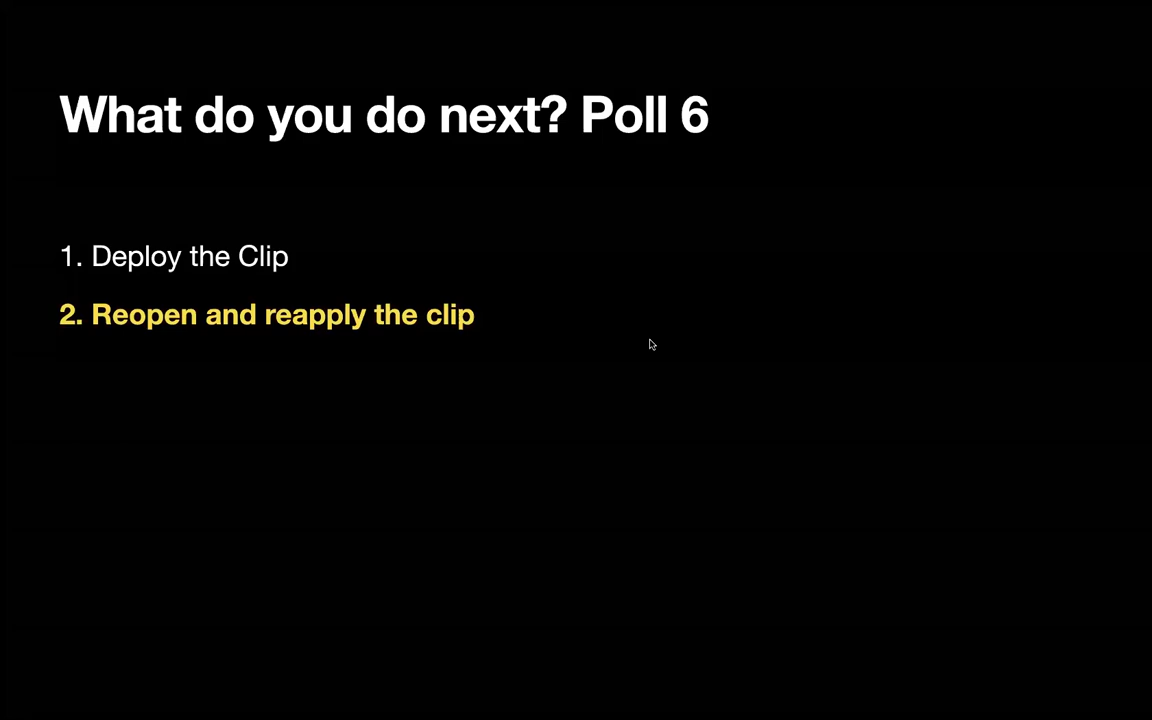 What do you do next? Poll 6
1. Deploy the Clip
2. Reopen and reapply the clip